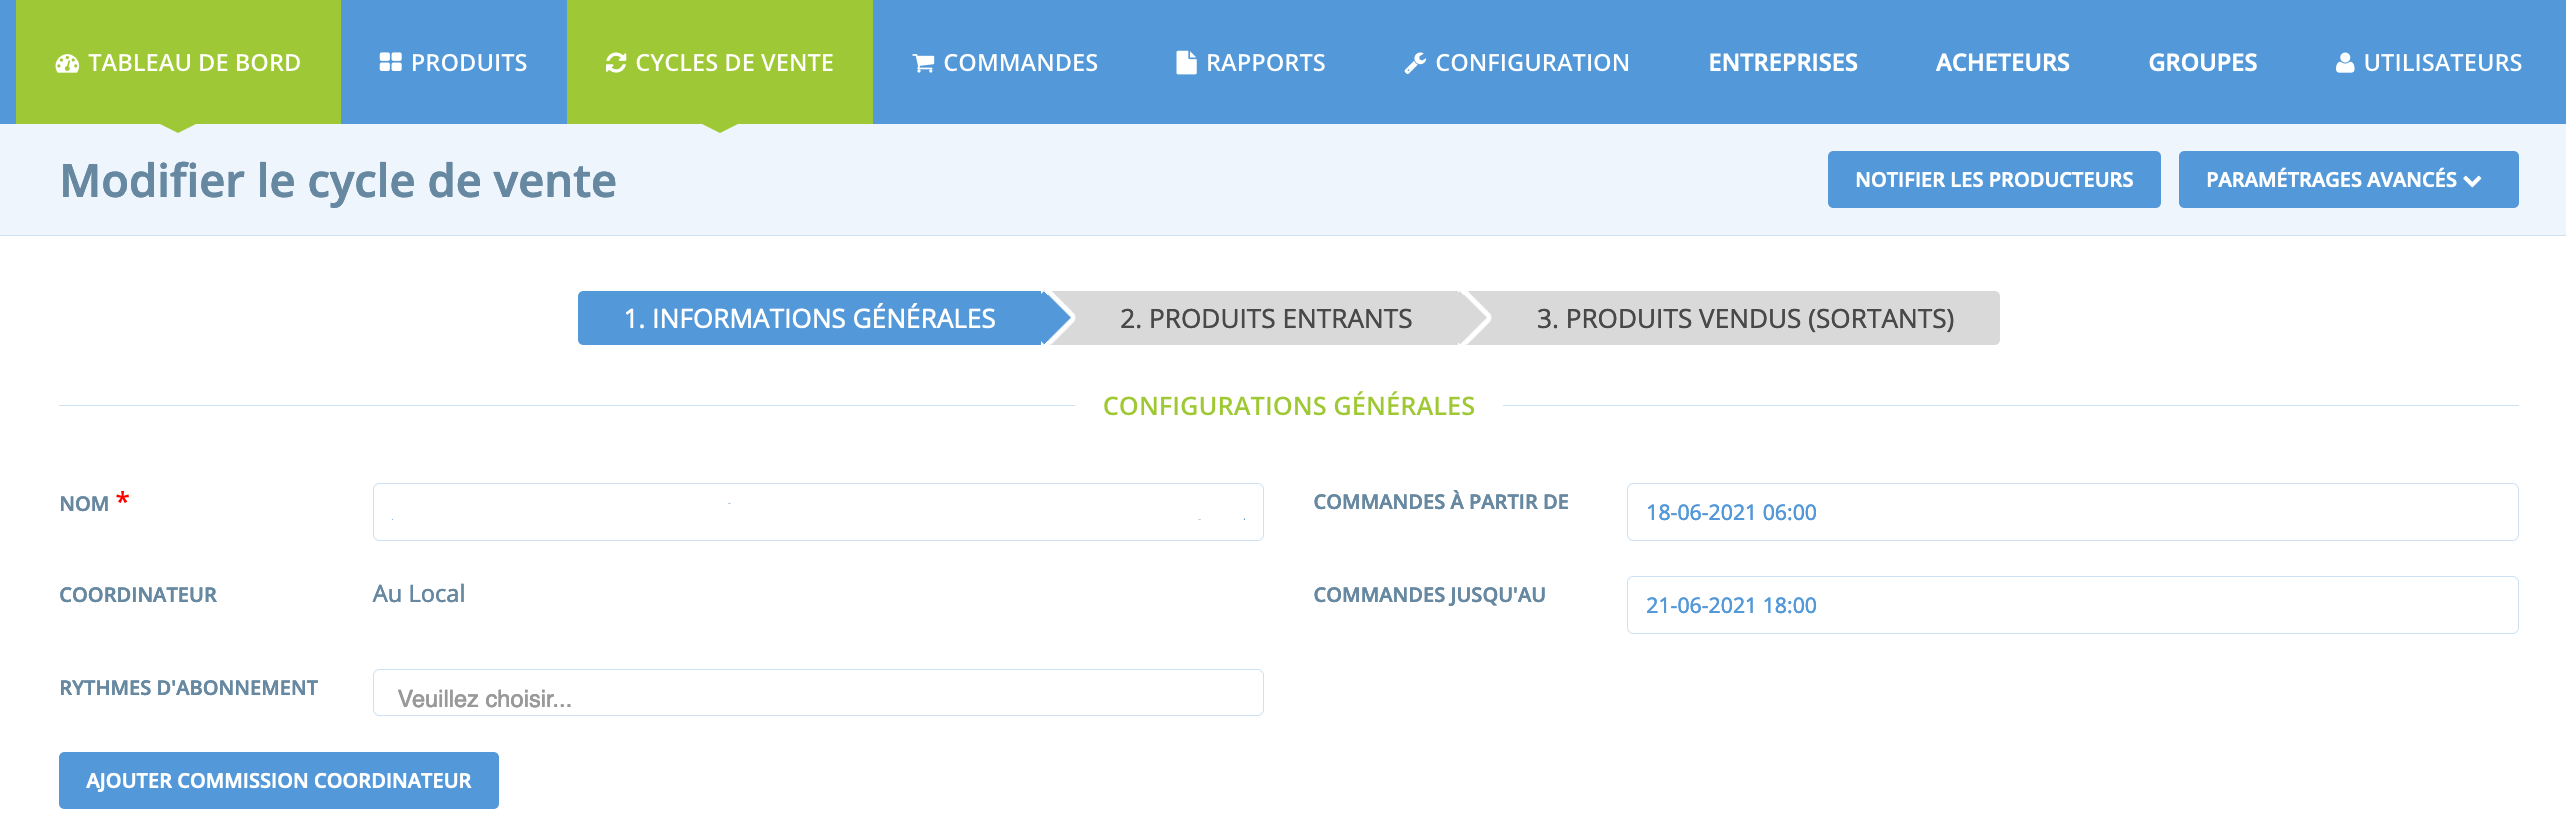 TABLEAU DE BORD PRODUITS CYCLES DE VENTE COMMANDES RAPPORTS CONFIGURATION ENTREPRISES ACHETEURS GROUPES UTILISATEURS
Modifier le cycle de vente NOTIFIER LES PRODUCTEURS PARAMÉTRAGES AVANCÉS
1. INFORMATIONS GÉNÉRALES 2. PRODUITS ENTRANTS 3. PRODUITS VENDUS (SORTANTS)
CONFIGURATIONS GÉNÉRALES
NOM * COMMANDES À PARTIR DE 18-06-2021 06:00
COORDINATEUR Au Local COMMANDES JUSQU'AU 21-06-2021 18:00
RYTHMES D'ABONNEMENT Veuillez choisir...
AJOUTER COMMISSION COORDINATEUR